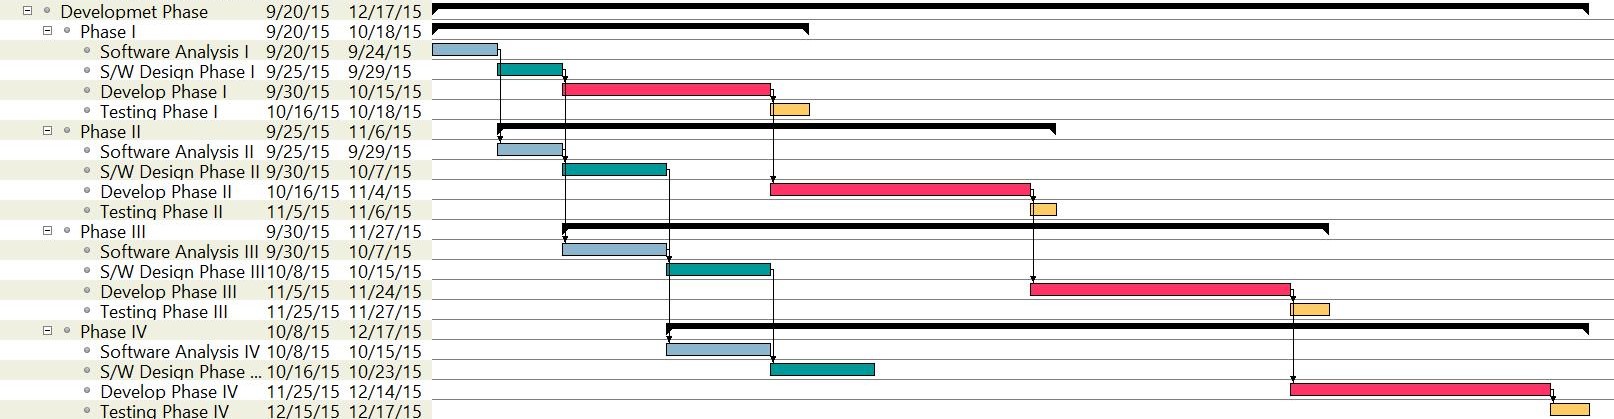 Developmet Phase 9/20/15 12/17/15
Phase I 9/20/15 10/18/15
Software Analysis I 9/20/15 9/24/15
S/W Design Phase I 9/25/15 9/29/15
Develop Phase I 9/30/15 10/15/15
Testing Phase I 10/16/15 10/18/15
Phase II 9/25/15 11/6/15
Software Analysis II 9/25/15 9/29/15
S/W Design Phase II 9/30/15 10/7/15
Develop Phase II 10/16/15 11/4/15
Testing Phase II 11/5/15 11/6/15
Phase III 9/30/15 11/27/15
Software Analysis III 9/30/15 10/7/15
S/W Design Phase III 10/8/15 10/15/15
Develop Phase III 11/5/15 11/24/15
Testing Phase III 11/25/15 11/27/15
Phase IV 10/8/15 12/17/15
Software Analysis IV 10/8/15 10/15/15
S/W Design Phase ... 10/16/15 10/23/15
Develop Phase IV 11/25/15 12/14/15
Testing Phase IV 12/15/15 12/17/15